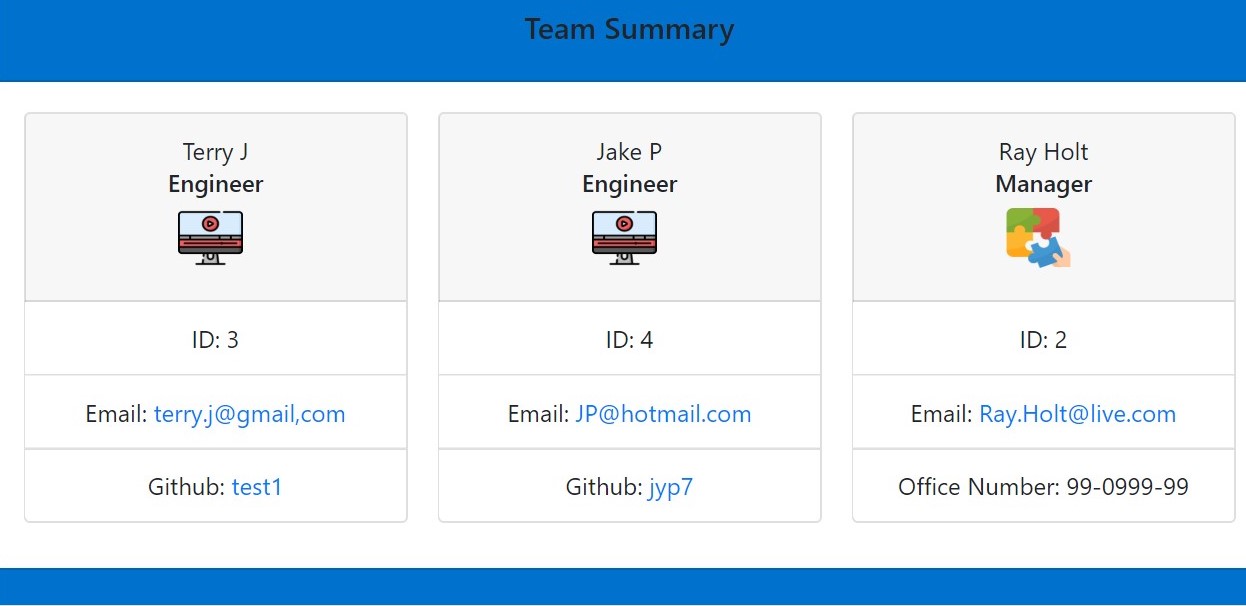 Team Summary
Terry J
Engineer
ID: 3
Email: terry.j@gmail,com
Github: test1
Jake P
Engineer
ID: 4
Email: JP@hotmail.com
Github: jyp7
Ray Holt
Manager
ID: 2
Email: Ray.Holt@live.com
Office Number: 99-0999-99